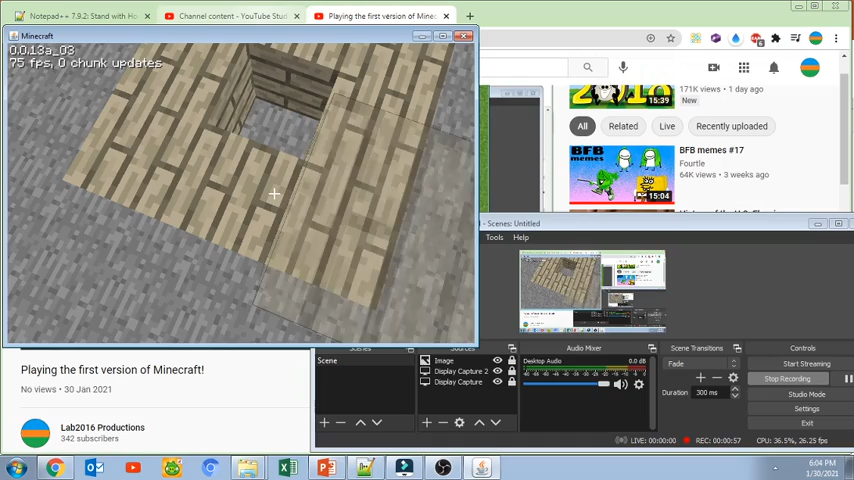 Notepad++ 7.9.2: Stand with Ho
Channel content - YouTube Stud
Playing the first version of Minec
Minecraft
0.0.13a_03
75 fps, 0 chunk updates
171K views • 1 day ago
New
15:39
All
Related
Live
Recently uploaded
BFB memes #17
Fourtle
64K views • 3 weeks ago
15:04
- Scenes: Untitled
Tools
Help
Scenes
Sources
Audio Mixer
Scene Transitions
Controls
Scene
Image
Display Capture 2
Display Capture
Desktop Audio
0.0 dB
Fade
Duration
300 ms
Start Streaming
Stop Recording
Studio Mode
Settings
Exit
LIVE: 00:00:00
REC: 00:00:57
CPU: 36.5%, 26.25 fps
Playing the first version of Minecraft!
No views • 30 Jan 2021
Lab2016 Productions
342 subscribers
6:04 PM
1/30/2021